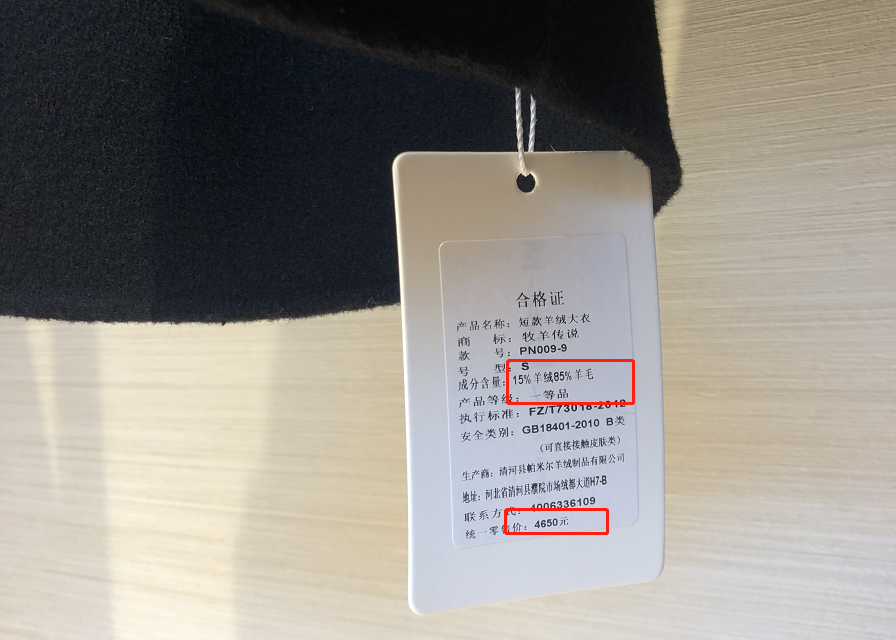 合格证
产品名称：短款羊绒大衣
商 标：牧羊传说
款 号：PN009-9
号 型：S
成分含量：15%羊绒85%羊毛
产品等级：一等品
执行标准：FZ/T73018-2012
安全类别：GB18401-2010 B类
（可直接接触皮肤类）
生产商：清河县帕米尔羊绒制品有限公司
地址：河北省清河县濮院市场绒都大道H7-B
联系方式：4006336109
统一零售价：4650元